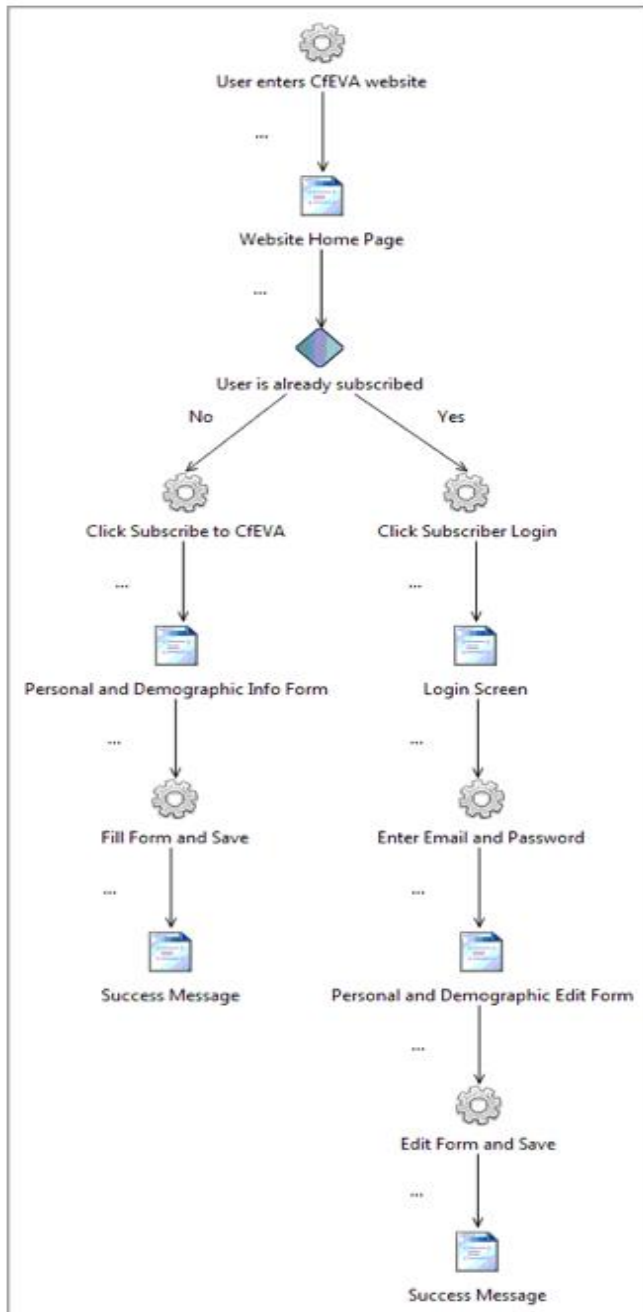 User enters CfEVA website
...
Website Home Page
...
User is already subscribed
No
Yes
Click Subscribe to CfEVA
Click Subscriber Login
...
...
Personal and Demographic Info Form
Login Screen
...
...
Fill Form and Save
Enter Email and Password
...
...
Success Message
Personal and Demographic Edit Form
...
Edit Form and Save
...
Success Message